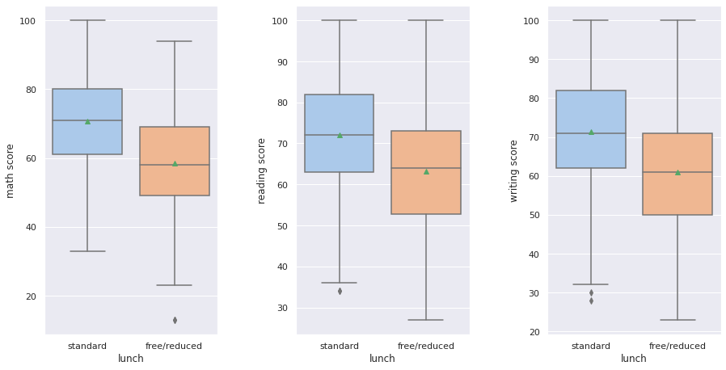 math score
100
80
60
40
20
standard
free/reduced
lunch
reading score
100
90
80
70
60
50
40
30
standard
free/reduced
lunch
writing score
100
90
80
70
60
50
40
30
20
standard
free/reduced
lunch